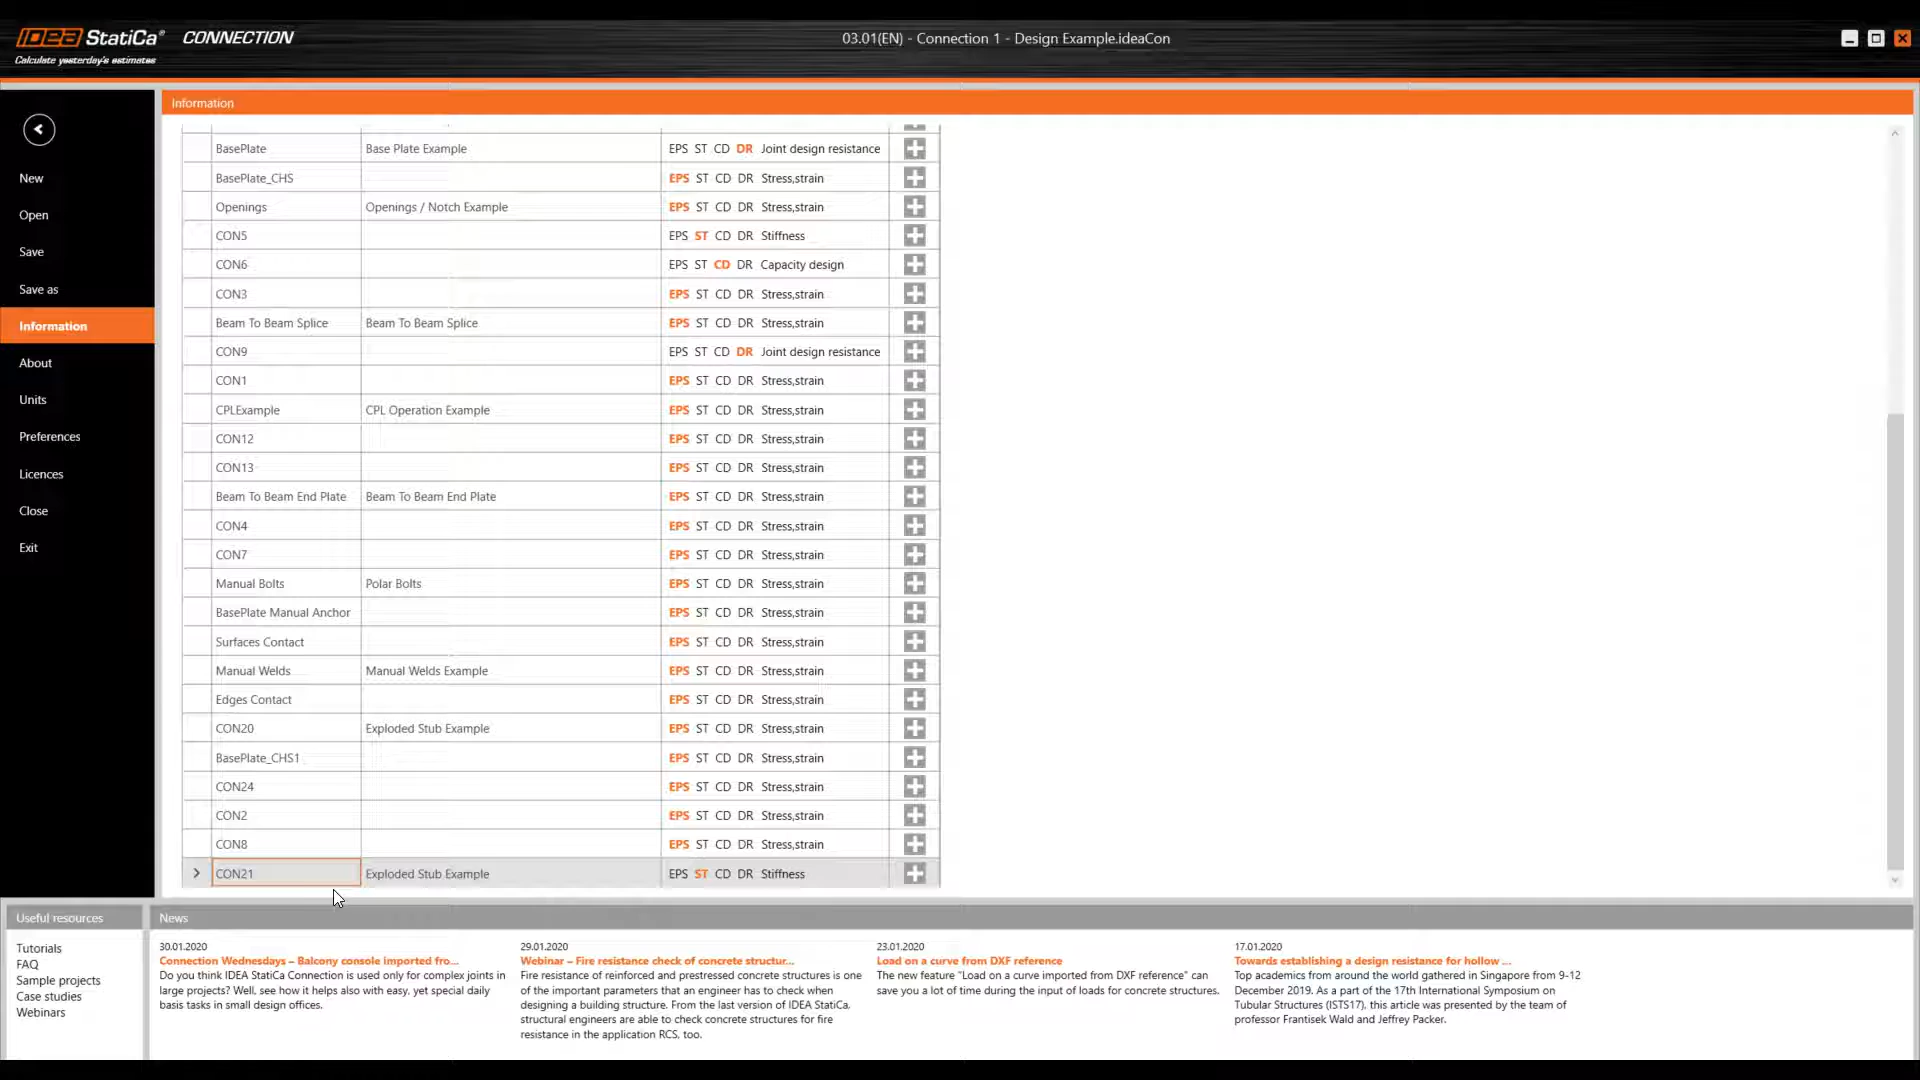 IDEA StatiCa® CONNECTION
Calculate yesterday's estimates
03.01(EN) - Connection 1 - Design Example.ideaCon
Information
New
Open
Save
Save as
Information
About
Units
Preferences
Licences
Close
Exit
BasePlate Base Plate Example EPS ST CD DR Joint design resistance
BasePlate_CHS EPS ST CD DR Stress,strain
Openings Openings / Notch Example EPS ST CD DR Stress,strain
CON5 EPS ST CD DR Stiffness
CON6 EPS ST CD DR Capacity design
CON3 EPS ST CD DR Stress,strain
Beam To Beam Splice Beam To Beam Splice EPS ST CD DR Stress,strain
CON9 EPS ST CD DR Joint design resistance
CON1 EPS ST CD DR Stress,strain
CPLExample CPL Operation Example EPS ST CD DR Stress,strain
CON12 EPS ST CD DR Stress,strain
CON13 EPS ST CD DR Stress,strain
Beam To Beam End Plate Beam To Beam End Plate EPS ST CD DR Stress,strain
CON4 EPS ST CD DR Stress,strain
CON7 EPS ST CD DR Stress,strain
Manual Bolts Polar Bolts EPS ST CD DR Stress,strain
BasePlate Manual Anchor EPS ST CD DR Stress,strain
Surfaces Contact EPS ST CD DR Stress,strain
Manual Welds Manual Welds Example EPS ST CD DR Stress,strain
Edges Contact EPS ST CD DR Stress,strain
CON20 Exploded Stub Example EPS ST CD DR Stress,strain
BasePlate_CHS1 EPS ST CD DR Stress,strain
CON24 EPS ST CD DR Stress,strain
CON2 EPS ST CD DR Stress,strain
CON8 EPS ST CD DR Stress,strain
CON21 Exploded Stub Example EPS ST CD DR Stiffness
Useful resources
Tutorials
FAQ
Sample projects
Case studies
Webinars
News
30.01.2020
Connection Wednesdays – Balcony console imported fro...
Do you think IDEA StatiCa Connection is used only for complex joints in
large projects? Well, see how it helps also with easy, yet special daily
basis tasks in small design offices.
29.01.2020
Webinar – Fire resistance check of concrete structur...
Fire resistance of reinforced and prestressed concrete structures is one
of the important parameters that an engineer has to check when
designing a building structure. From the last version of IDEA StatiCa,
structural engineers are able to check concrete structures for fire
resistance in the application RCS, too.
23.01.2020
Load on a curve from DXF reference
The new feature "Load on a curve imported from DXF reference" can
save you a lot of time during the input of loads for concrete structures.
17.01.2020
Towards establishing a design resistance for hollow ...
Top academics from around the world gathered in Singapore from 9-12
December 2019. As a part of the 17th International Symposium on
Tubular Structures (ISTS17), this article was presented by the team of
professor Frantisek Wald and Jeffrey Packer.